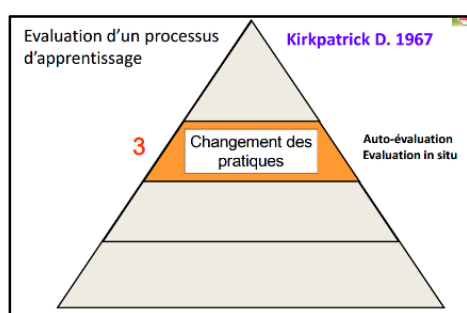 Evaluation d’un processus
d’apprentissage
Kirkpatrick D. 1967
3
Changement des
pratiques
Auto-évaluation
Evaluation in situ